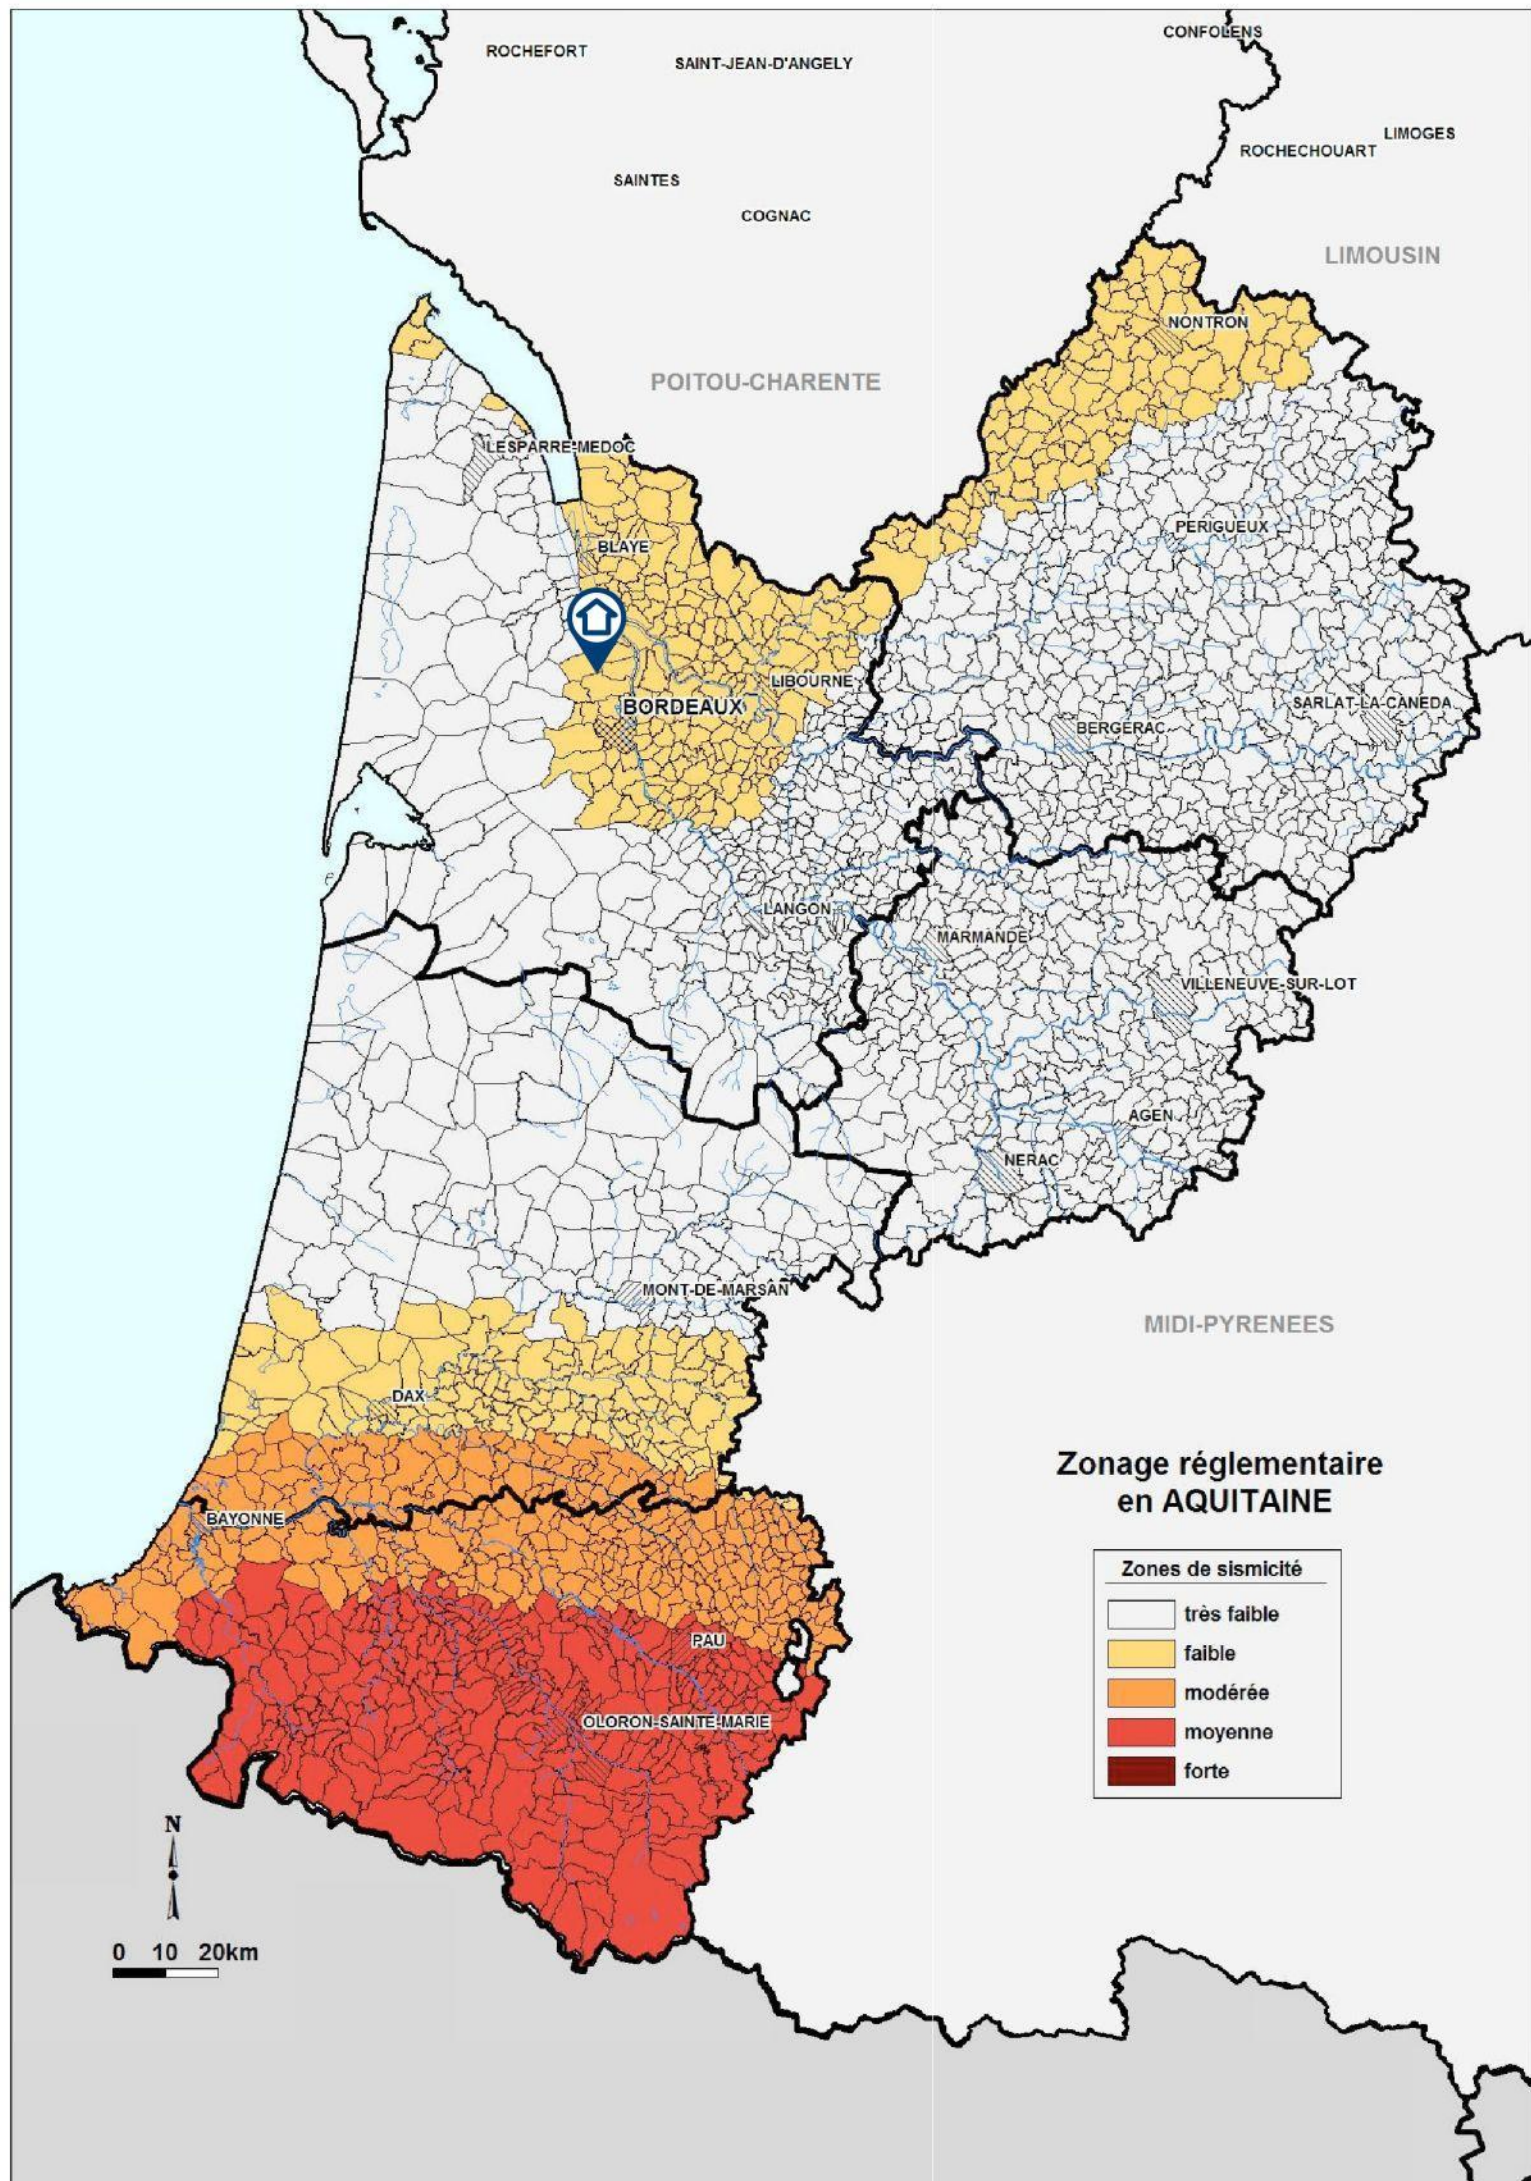 CONFOLENS
ROCHEFORT
SAINT-JEAN-D'ANGELY
LIMOGES
ROCHECHOUART
SAINTES
COGNAC
LIMOUSIN
NONTRON
POITOU-CHARENTE
LESPARRE-MEDOC
PERIGUEUX
BLAYE
LIBOURNE
BORDEAUX
SARLAT-LA-CANEDA
BERGERAC
LANGON
MARMANDE
VILLENEUVE-SUR-LOT
AGEN
NERAC
MONT-DE-MARSAN
MIDI-PYRENEES
DAX
Zonage réglementaire
en AQUITAINE
BAYONNE
Zones de sismicité
très faible
faible
modérée
moyenne
forte
PAU
OLORON-SAINTE-MARIE
N
0 10 20km